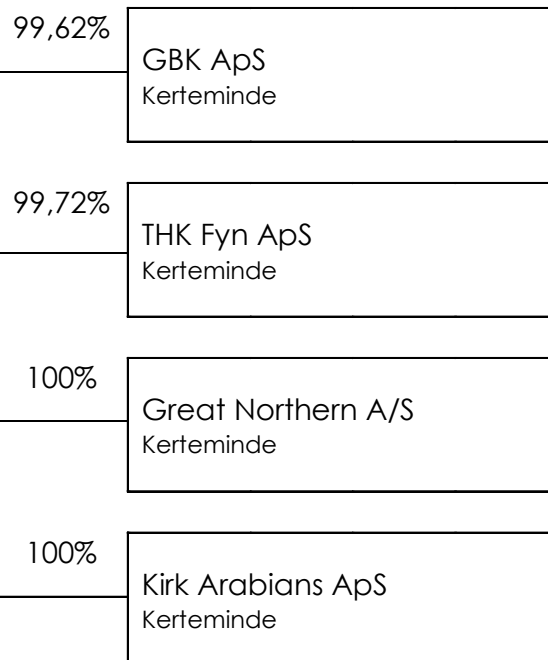 99,62%
GBK ApS
Kerteminde
99,72%
THK Fyn ApS
Kerteminde
100%
Great Northern A/S
Kerteminde
100%
Kirk Arabians ApS
Kerteminde